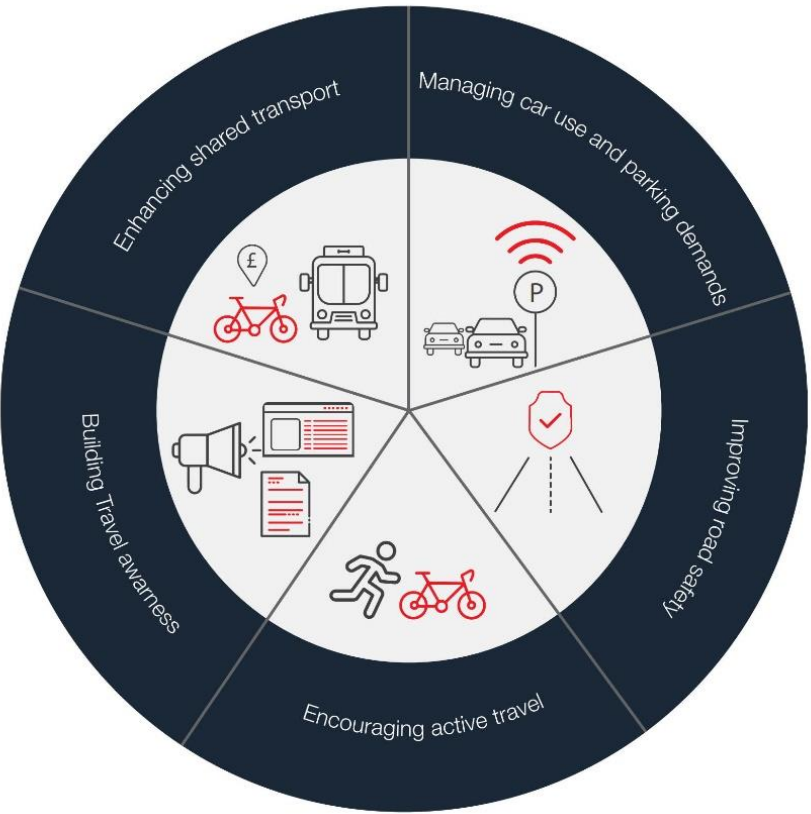 Enhancing shared transport
Managing car use and parking demands
£
P
Improving road safety
Building Travel awarness
Encouraging active travel